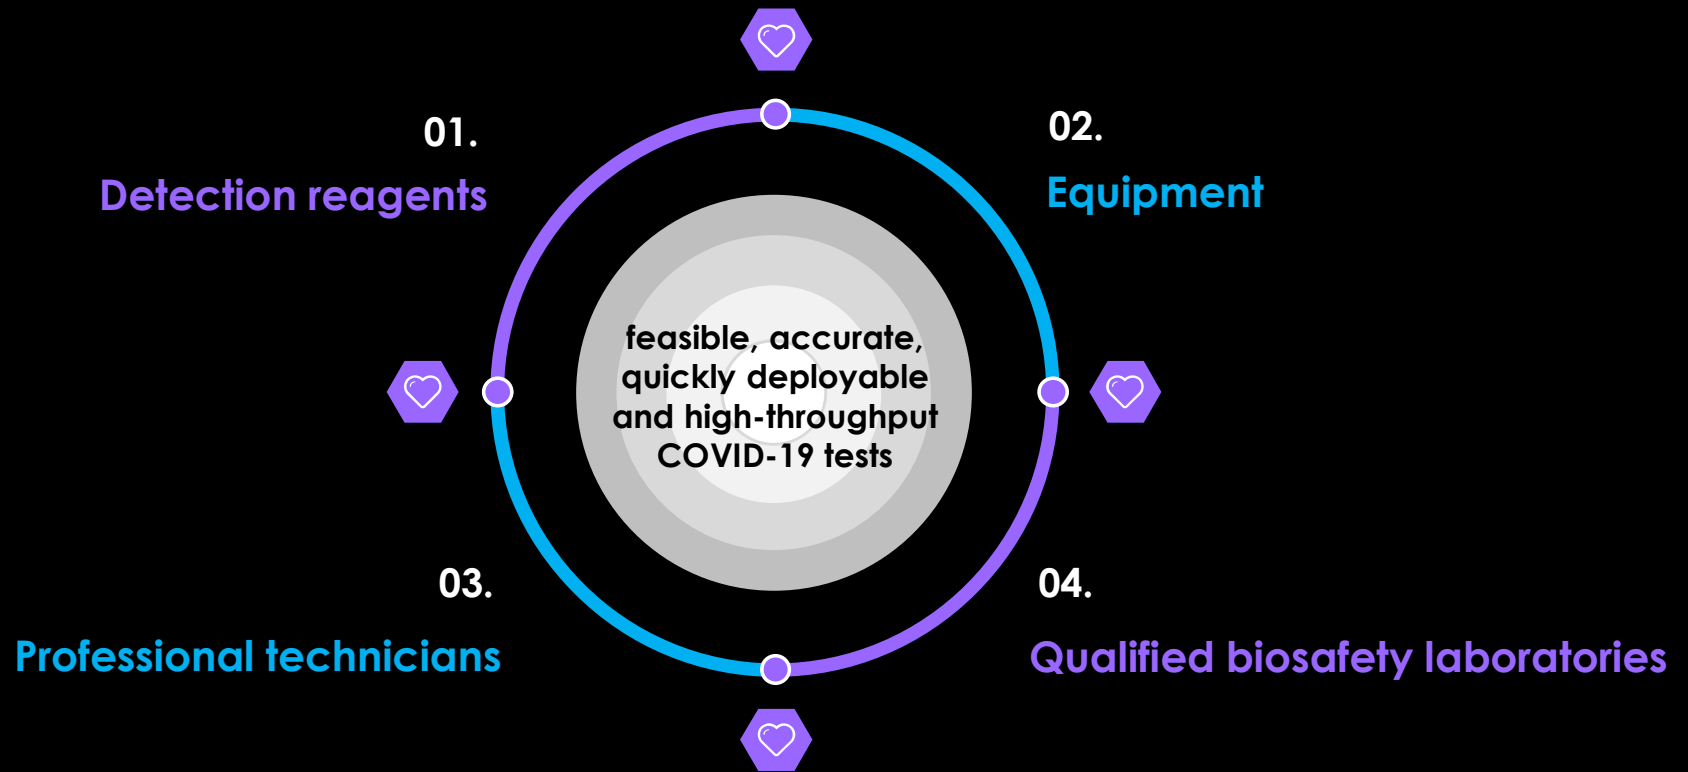 01.
Detection reagents
02.
Equipment
feasible, accurate,
quickly deployable
and high-throughput
COVID-19 tests
03.
Professional technicians
04.
Qualified biosafety laboratories